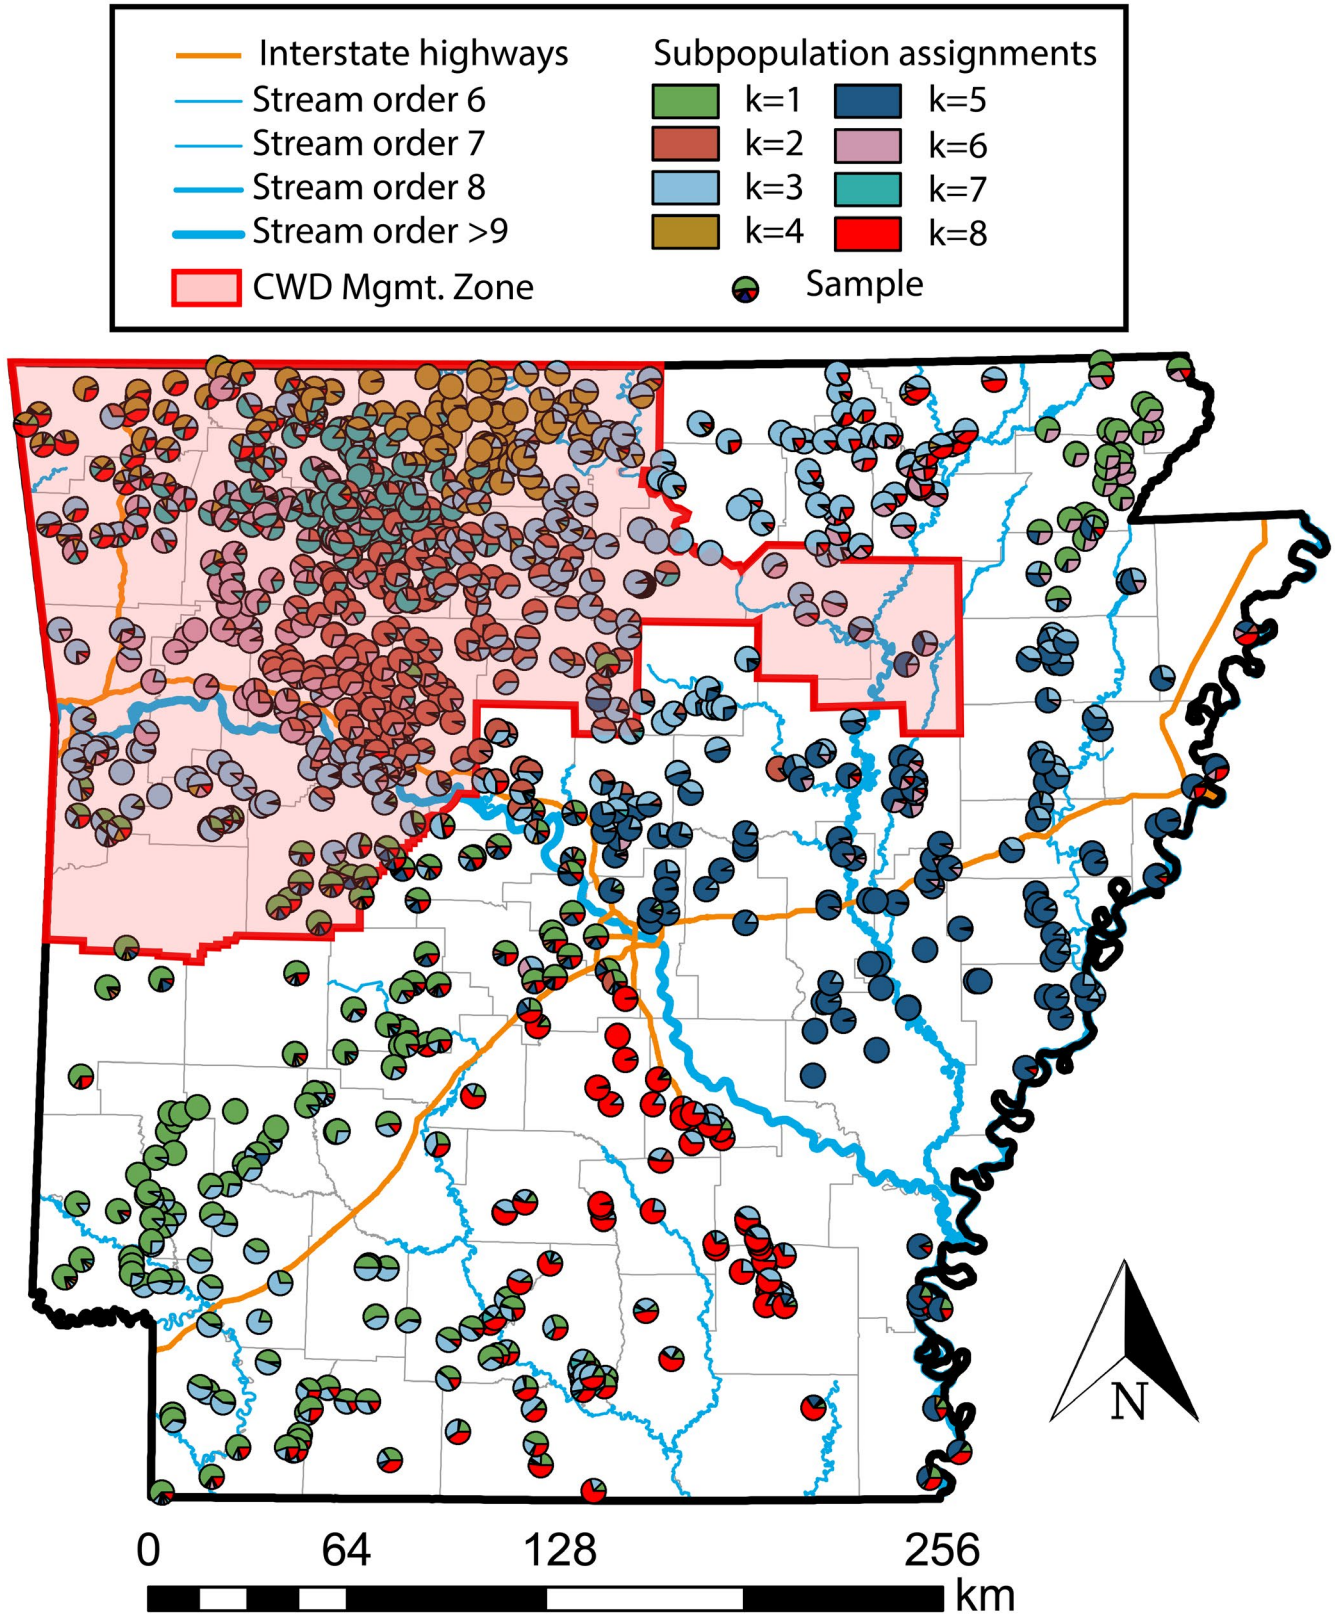 Interstate highways
Stream order 6
Stream order 7
Stream order 8
Stream order >9
CWD Mgmt. Zone
Subpopulation assignments
k=1
k=2
k=3
k=4
k=5
k=6
k=7
k=8
Sample
N
0 64 128 256
km